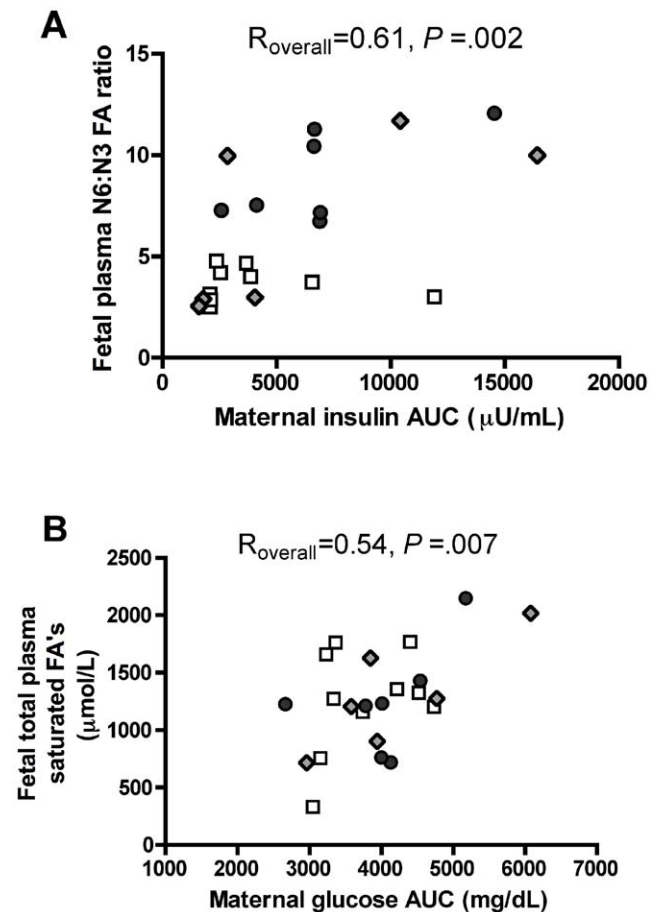 A
R overall=0.61, P =.002
Fetal plasma N6:N3 FA ratio
15
10
5
0
0 5000 10000 15000 20000
Maternal insulin AUC ( μU/mL)
B
R overall=0.54, P =.007
Fetal total plasma
saturated FA's
(μmol/L)
2500
2000
1500
1000
500
0
1000 2000 3000 4000 5000 6000 7000
Maternal glucose AUC (mg/dL)